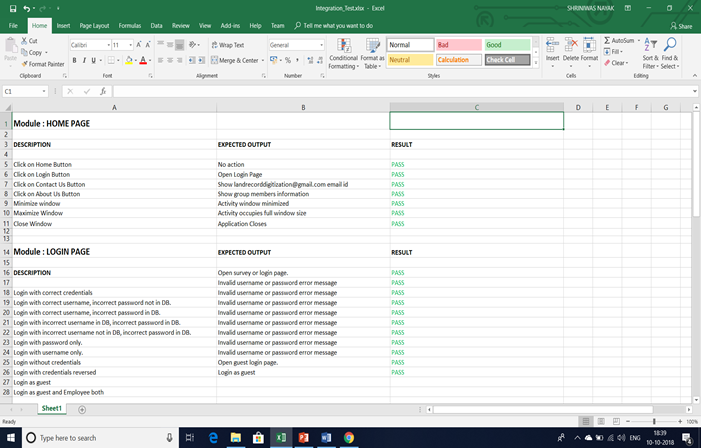 Integration_Test.xlsx - Excel
SHRINIWAS NAYAK
File Home Insert Page Layout Formulas Data Review View Add-ins Help Team Tell me what you want to do Share
Cut
Copy
Format Painter
Paste
Clipboard
Calibri 11
B I U
Font
Wrap Text
Merge & Center
Alignment
General
Number
Conditional Formatting
Format as Table
Normal Bad Good
Neutral Calculation Check Cell
Styles
Insert Delete Format
Cells
AutoSum
Fill
Clear
Sort & Filter
Find & Select
Editing
C1
fx
A B C D E F G
1 Module : HOME PAGE
2
3 DESCRIPTION EXPECTED OUTPUT RESULT
4
5 Click on Home Button No action PASS
6 Click on Login Button Open Login Page PASS
7 Click on Contact Us Button Show landrecorddigitization@gmail.com email id PASS
8 Click on About Us Button Show group members information PASS
9 Minimize window Activity window minimized PASS
10 Maximize Window Activity occupies full window size PASS
11 Close Window Application Closes PASS
12
13
14 Module : LOGIN PAGE EXPECTED OUTPUT RESULT
15
16 DESCRIPTION Open survey or login page. PASS
17 Invalid username or password error message PASS
18 Login with correct credentials Invalid username or password error message PASS
19 Login with correct username, incorrect password not in DB. Invalid username or password error message PASS
20 Login with correct username, incorrect password in DB. Invalid username or password error message PASS
21 Login with incorrect username in DB, incorrect password in DB. Invalid username or password error message PASS
22 Login with incorrect username not in DB, incorrect password in DB. Invalid username or password error message PASS
23 Login with password only. Invalid username or password error message PASS
24 Login with username only. Invalid username or password error message PASS
25 Login without credentials Open guest login page. PASS
26 Login with credentials reversed Login as guest PASS
27 Login as guest
28 Login as guest and Employee both
Sheet1
Ready
100%
Type here to search
ENG
18:39
10-10-2018